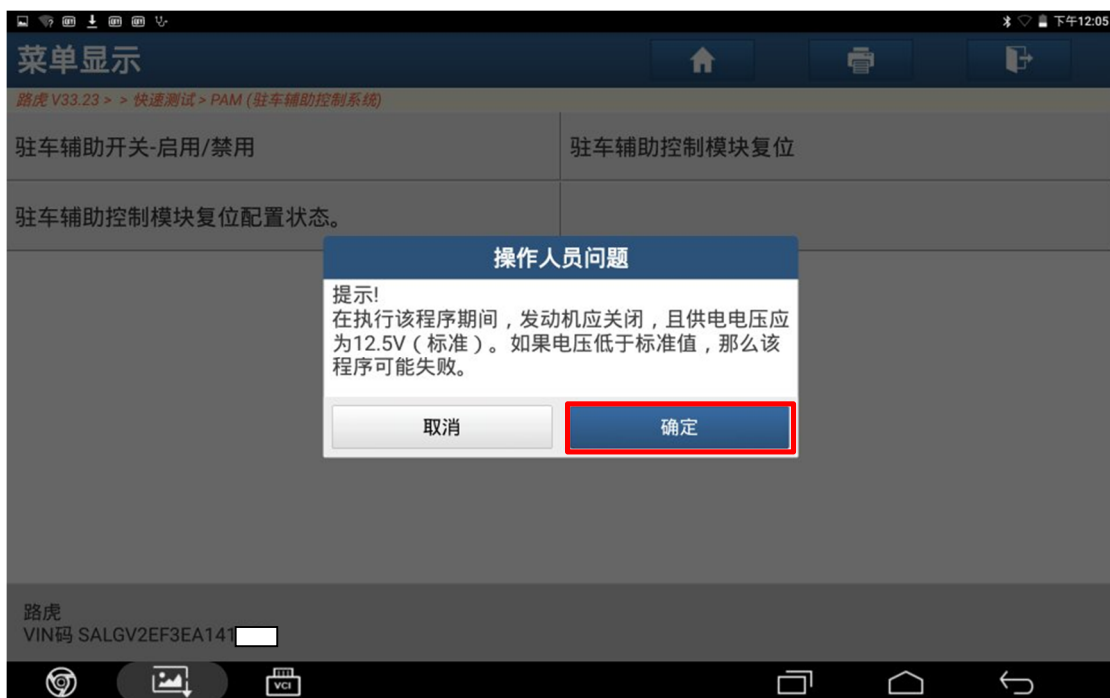 下午12:05
菜单显示
路虎 V33.23 > > 快速测试 > PAM (驻车辅助控制系统)
驻车辅助开关-启用/禁用
驻车辅助控制模块复位
驻车辅助控制模块复位配置状态。
操作人员问题
提示!
在执行该程序期间，发动机应关闭，且供电电压应
为12.5V（标准）。如果电压低于标准值，那么该
程序可能失败。
取消
确定
路虎
VIN码 SALGV2EF3EA141
VCI